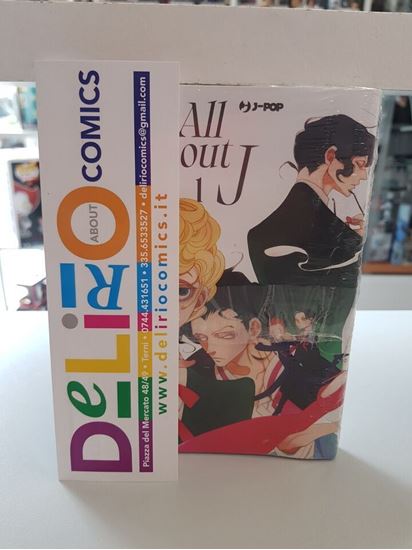 DeLiRiO ABOUT COMICS
Piazza del Mercato 48/49 • Terni • 0744.431651 • 335.6533527 • deliriocomics@gmail.com
www.deliriocomics.it
J-POP
All
out J
1